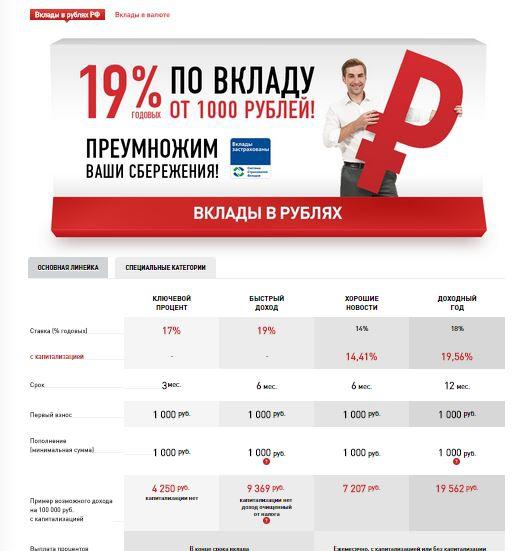 Вклады в рублях РФ Вклады в валюте
19% ПО ВКЛАДУ
ГОДОВЫХ ОТ 1000 РУБЛЕЙ!
ПРЕУМНОЖИМ
ВАШИ СБЕРЕЖЕНИЯ!
Вклады
застрахованы
Система
Страхования
Вкладов
ВКЛАДЫ В РУБЛЯХ
ОСНОВНАЯ ЛИНЕЙКА СПЕЦИАЛЬНЫЕ КАТЕГОРИИ
КЛЮЧЕВОЙ ПРОЦЕНТ БЫСТРЫЙ ДОХОД ХОРОШИЕ НОВОСТИ ДОХОДНЫЙ ГОД
Ставка (% годовых) 17% 19% 14% 18%
с капитализацией - - 14,41% 19,56%
Срок 3 мес. 6 мес. 6 мес. 12 мес.
Первый взнос 1 000 руб. 1 000 руб. 1 000 руб. 1 000 руб.
Пополнение
(минимальная сумма) 1 000 руб. 1 000 руб. ? 1 000 руб. 1 000 руб. ?
Пример возможного дохода
на 100 000 руб.
с капитализацией
4 250 руб. 9 369 руб. 7 207 руб. 19 562 руб.
капитализации нет капитализации нет
доход очищенный
от налога
?
Выплата процентов В конце срока вклада Ежемесячно, с капитализацией или без капитализации